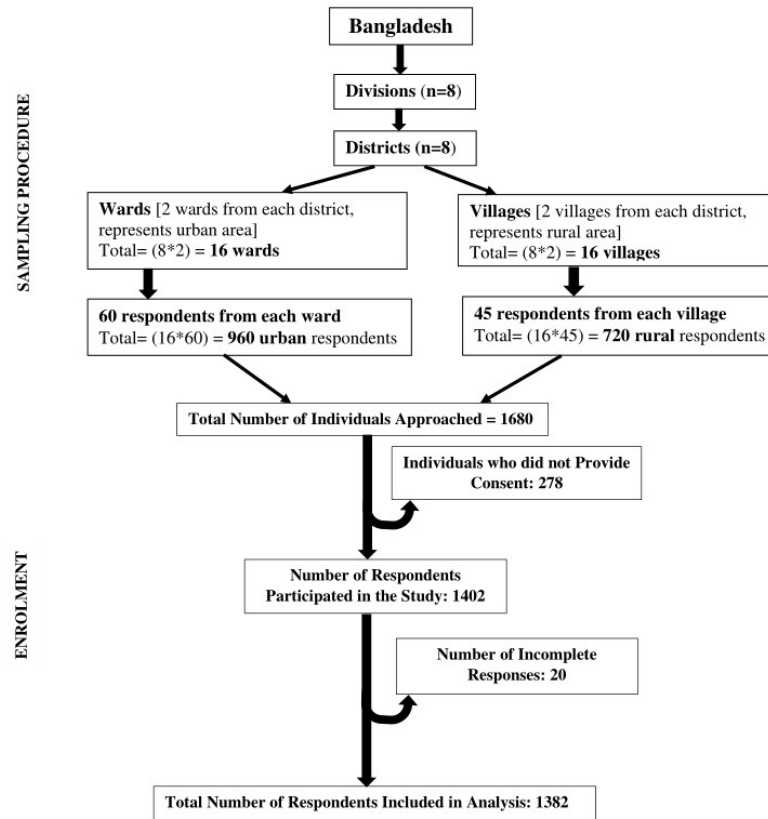 Bangladesh
Divisions (n=8)
Districts (n=8)
SAMPLING PROCEDURE
Wards [2 wards from each district,
represents urban area]
Total= (8*2) = 16 wards
Villages [2 villages from each district,
represents rural area]
Total= (8*2) = 16 villages
60 respondents from each ward
Total= (16*60) = 960 urban respondents
45 respondents from each village
Total= (16*45) = 720 rural respondents
Total Number of Individuals Approached = 1680
Individuals who did not Provide
Consent: 278
ENROLMENT
Number of Respondents
Participated in the Study: 1402
Number of Incomplete
Responses: 20
Total Number of Respondents Included in Analysis: 1382